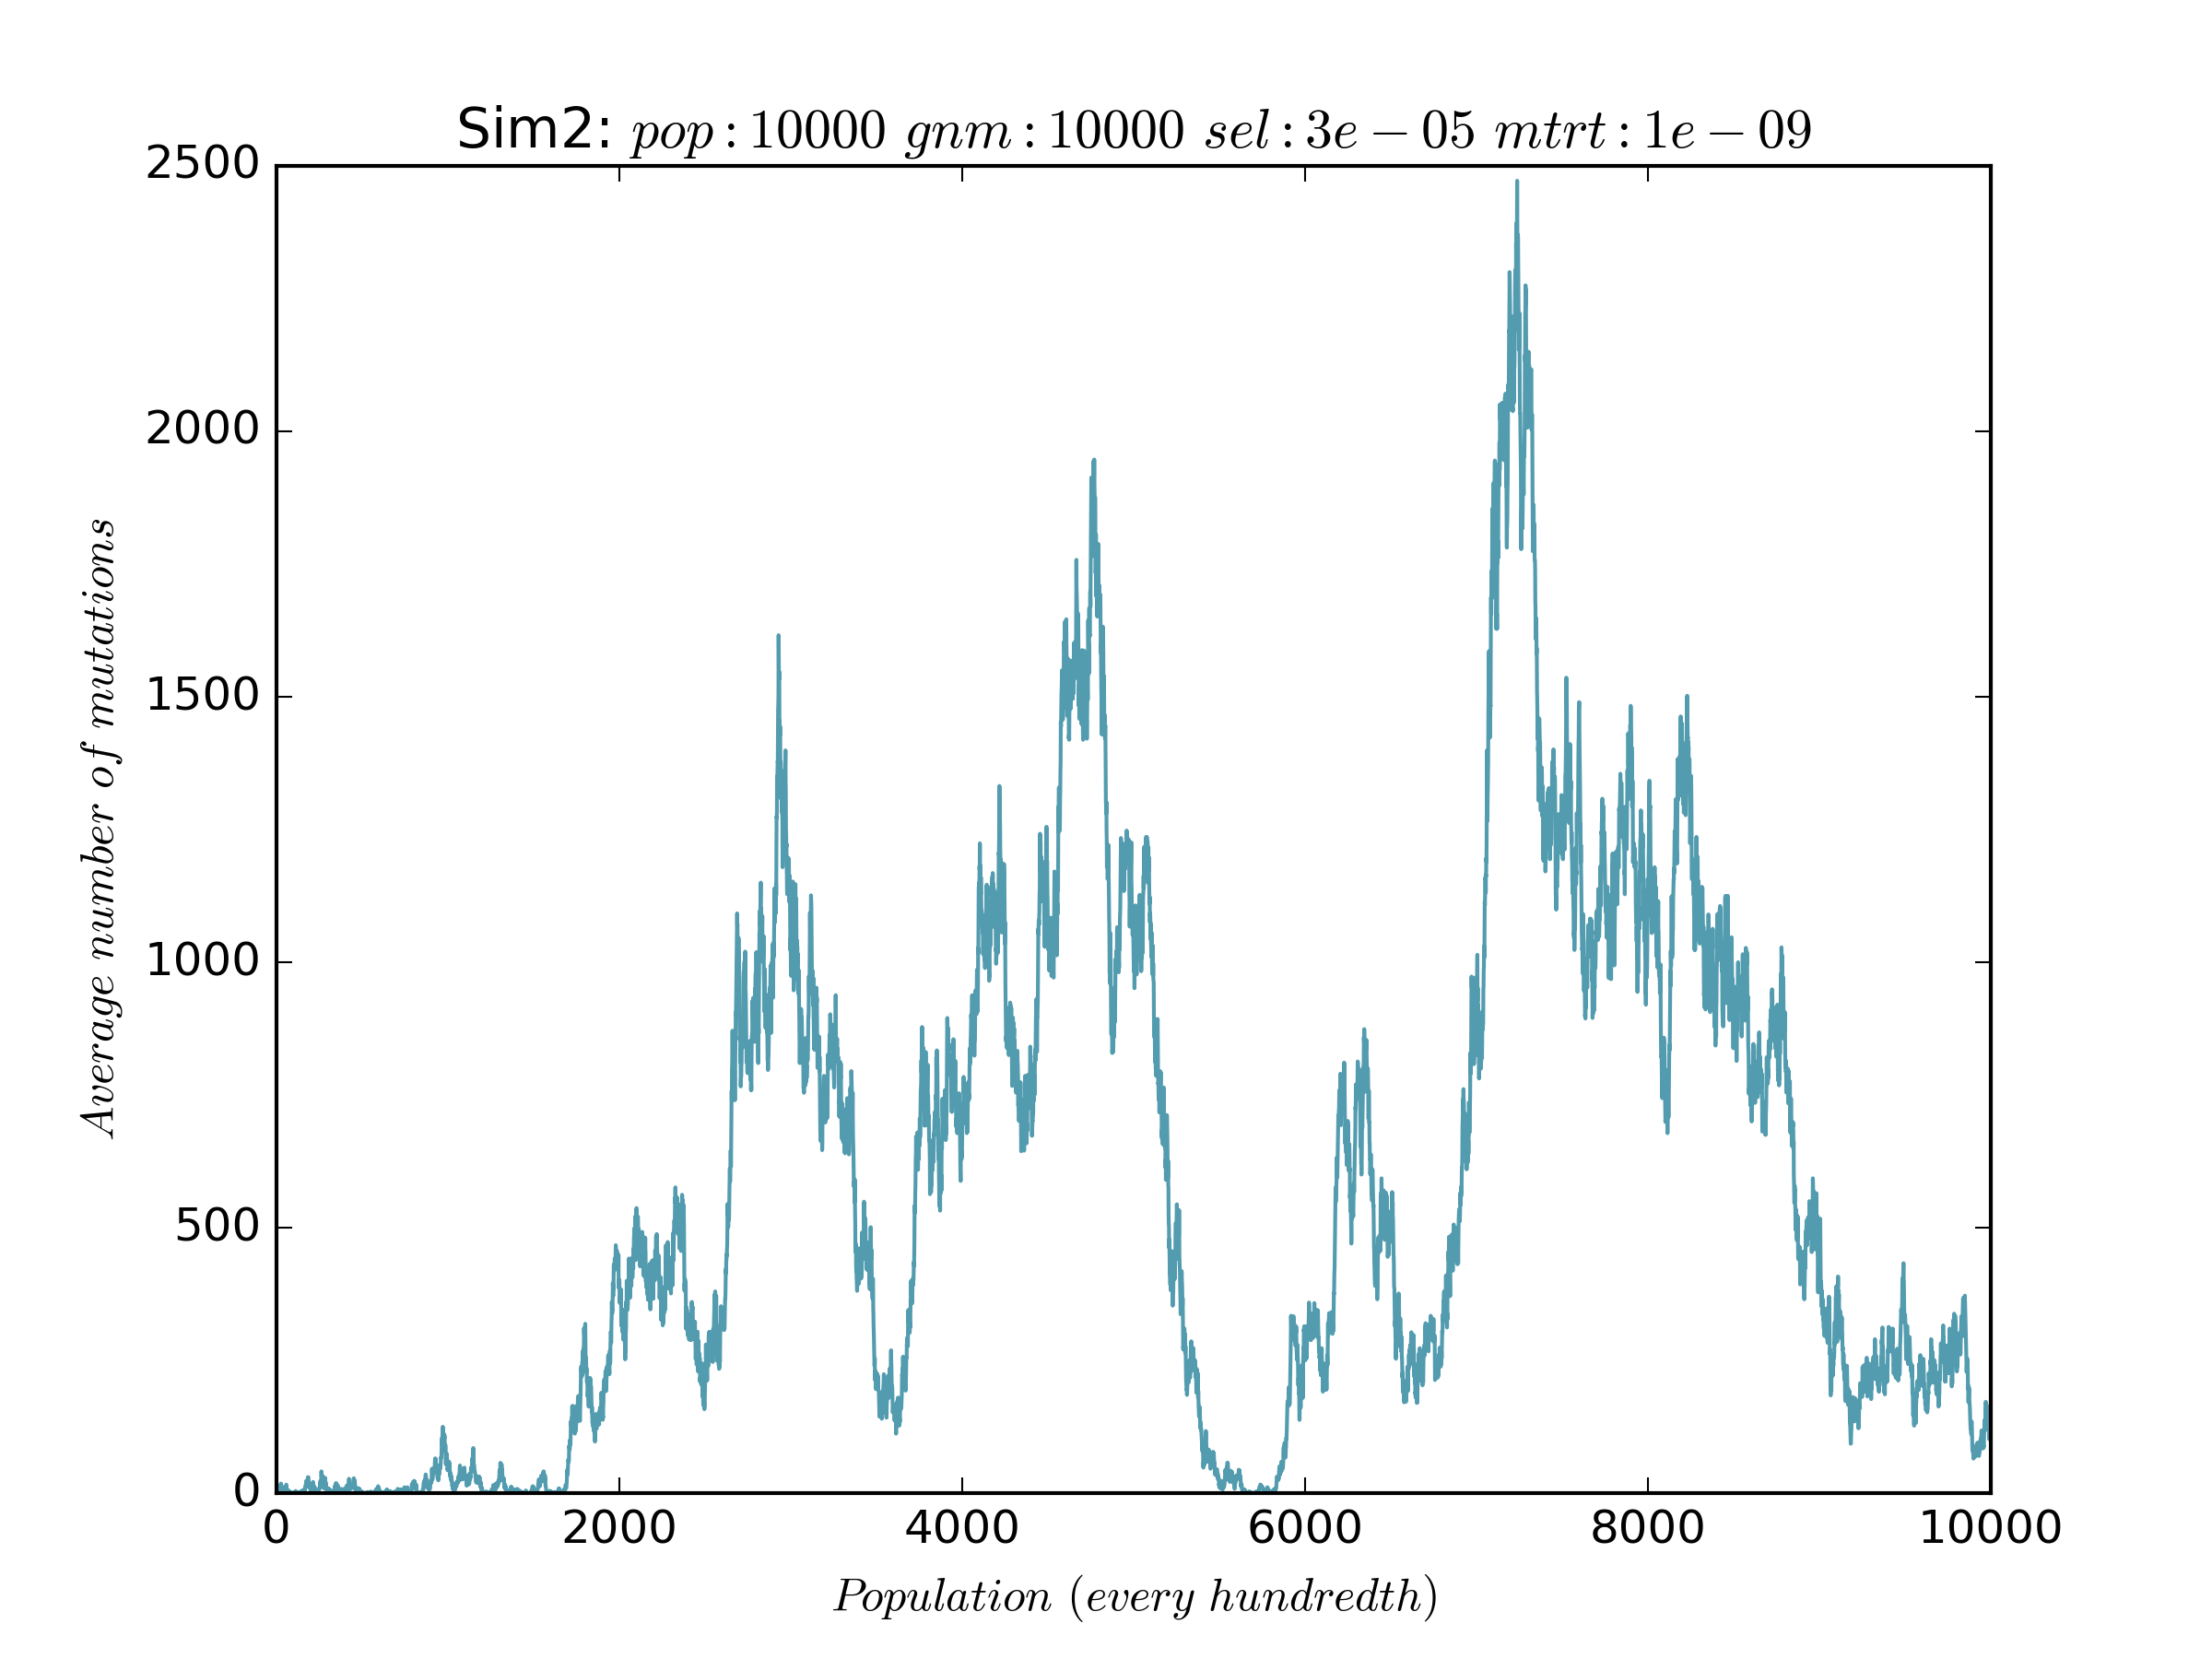 Sim2: pop : 10000 gnm : 10000 sel : 3e − 05 mtrt : 1e − 09
2500
2000
1500
1000
500
0
Average number of mutations
0 2000 4000 6000 8000 10000
Population (every hundredth)